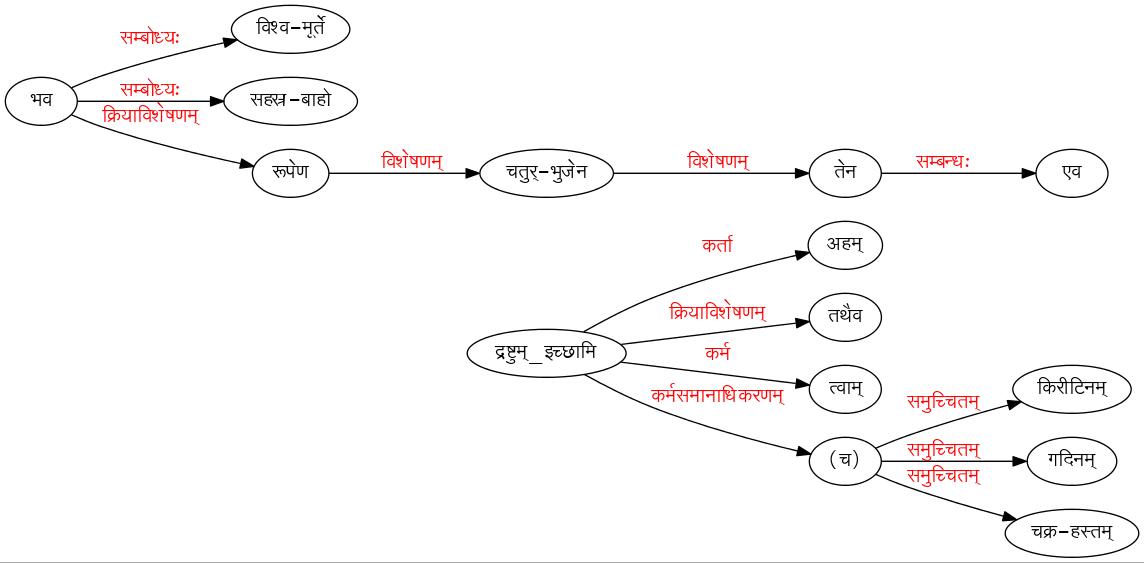 विश्व-मूर्ते
सम्बोध्यः
भव
सम्बोध्यः
सहस्र-बाहो
क्रियाविशेषणम्
रूपेण
विशेषणम्
चतुर्-भुजेन
विशेषणम्
तेन
सम्बन्धः
एव
कर्ता
अहम्
क्रियाविशेषणम्
तथैव
द्रष्टुम्_इच्छामि
कर्म
त्वाम्
कर्मसमानाधिकरणम्
(च)
समुच्चितम्
किरीटिनम्
समुच्चितम्
गदिनम्
समुच्चितम्
चक्र-हस्तम्